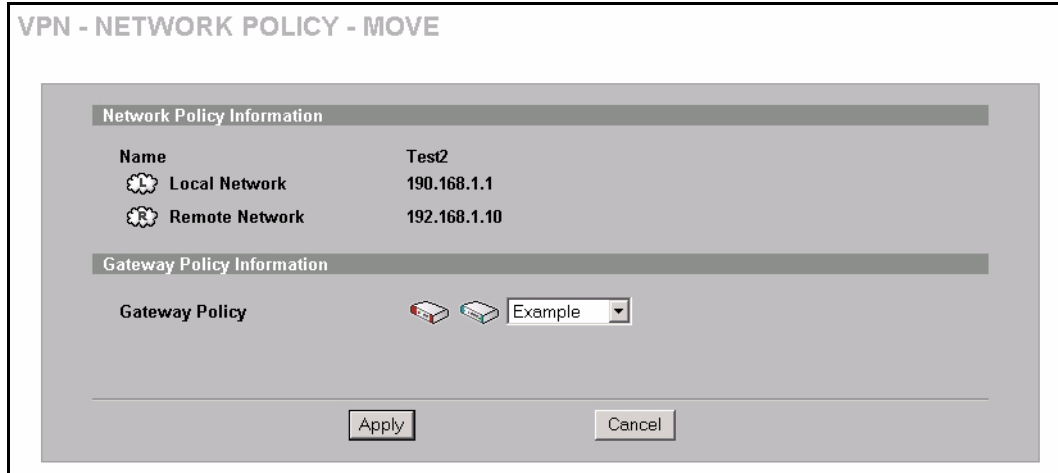 VPN - NETWORK POLICY - MOVE
Network Policy Information
Name Test2
L Local Network 190.168.1.1
R Remote Network 192.168.1.10
Gateway Policy Information
Gateway Policy Example
Apply Cancel